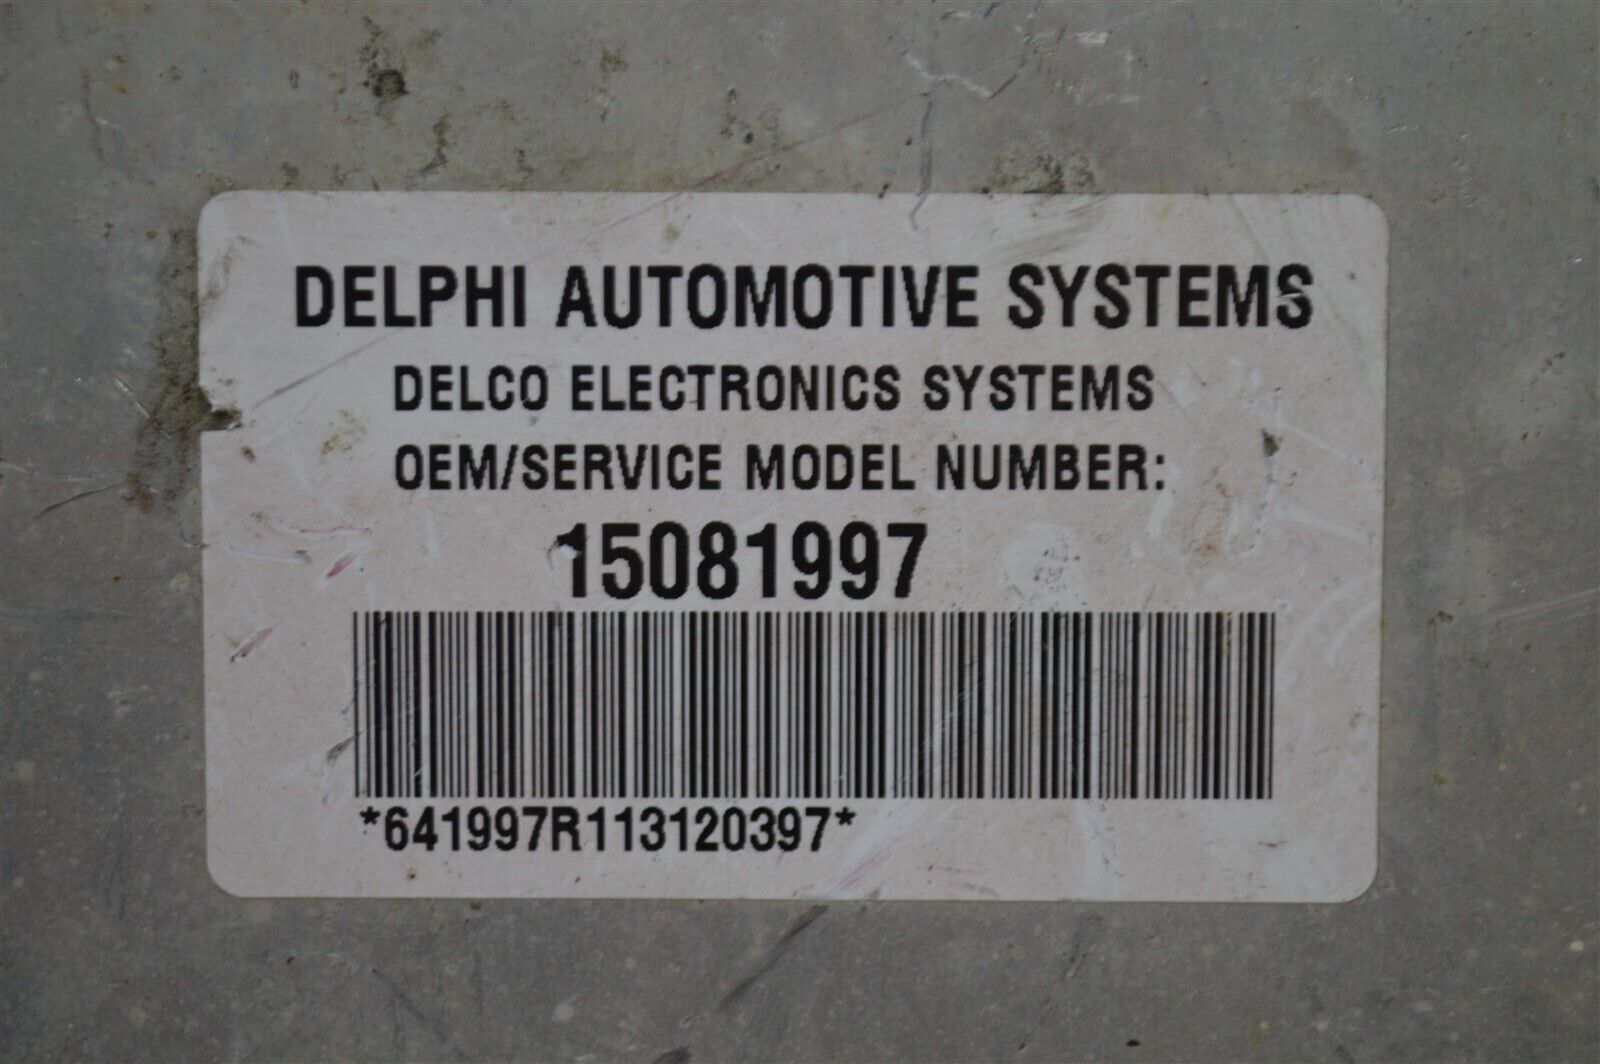 DELPHI AUTOMOTIVE SYSTEMS
DELCO ELECTRONICS SYSTEMS
OEM/SERVICE MODEL NUMBER:
15081997
*641997R113120397*